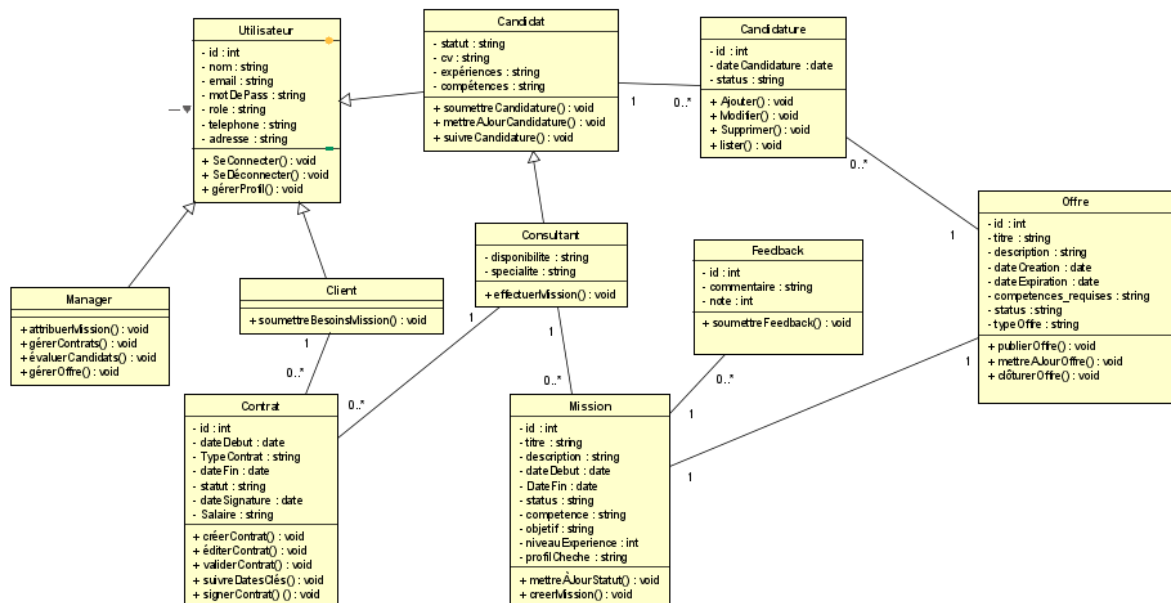 Utilisateur
- id : int
- nom : string
- email : string
- motDePass : string
- role : string
- telephone : string
- adresse : string
+ SeConnecter() : void
+ SeDéconnecter() : void
+ gérerProfil() : void
Candidat
- statut : string
- cv : string
- expériences : string
- compétences : string
+ soumettreCandidature() : void
+ mettreAJourCandidature() : void
+ suivreCandidature() : void
1
0..*
Candidature
- id : int
- dateCandidature : date
- status : string
+ Ajouter() : void
+ Modifier() : void
+ Supprimer() : void
+ lister() : void
0..*
1
Offre
- id : int
- titre : string
- description : string
- dateCreation : date
- dateExpiration : date
- competences_requises : string
- status : string
- typeOffre : string
+ publierOffre() : void
+ mettreAJourOffre() : void
+ clôturerOffre() : void
1
Consultant
- disponibilite : string
- specialite : string
+ effectuerMission() : void
1
1
Feedback
- id : int
- commentaire : string
- note : int
+ soumettreFeedback() : void
0..*
1
Manager
+ attribuerMission() : void
+ gérerContrats() : void
+ évaluerCandidats() : void
+ gérerOffre() : void
Client
+ soumettreBesoinsMission() : void
1
0..*
0..*
0..*
Contrat
- id : int
- dateDebut : date
- TypeContrat : string
- dateFin : date
- statut : string
- dateSignature : date
- Salaire : string
+ créerContrat() : void
+ éditerContrat() : void
+ validerContrat() : void
+ suivreDatesClés() : void
+ signerContrat() () : void
Mission
- id : int
- titre : string
- description : string
- dateDebut : date
- DateFin : date
- status : string
- competence : string
- objetif : string
- niveauExperience : int
- profilCheche : string
+ mettreÀJourStatut() : void
+ creerMission() : void
1